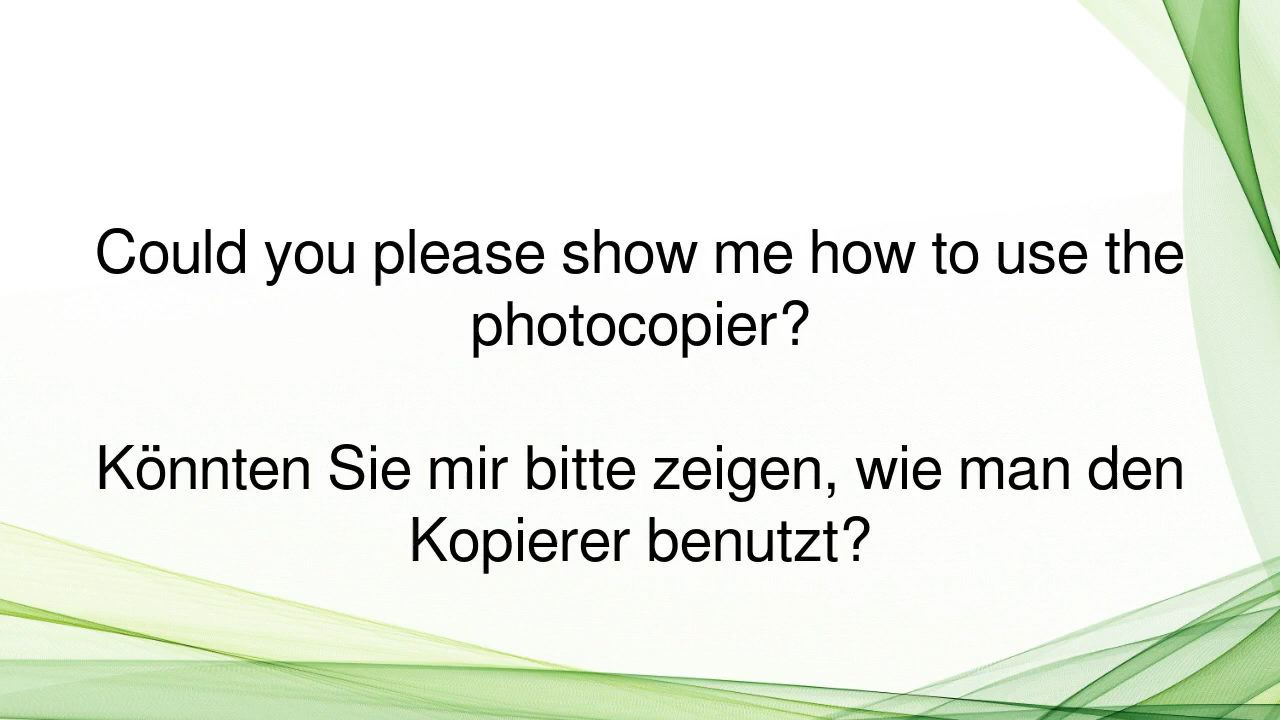 Could you please show me how to use the
photocopier?
Könnten Sie mir bitte zeigen, wie man den
Kopierer benutzt?